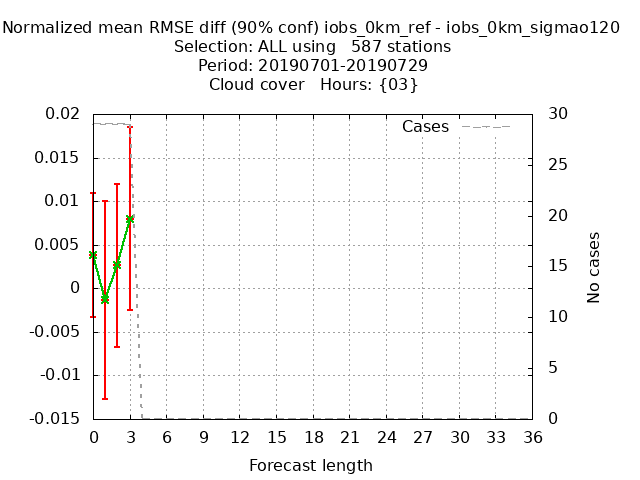 Normalized mean RMSE diff (90% conf) iobs_0km_ref - iobs_0km_sigmao120
Selection: ALL using   587 stations
Period: 20190701-20190729
Cloud cover   Hours: {03}
Cases
0.02
0.015
0.01
0.005
0
-0.005
-0.01
-0.015
30
25
20
15
10
5
0
No cases
0 3 6 9 12 15 18 21 24 27 30 33 36
Forecast length